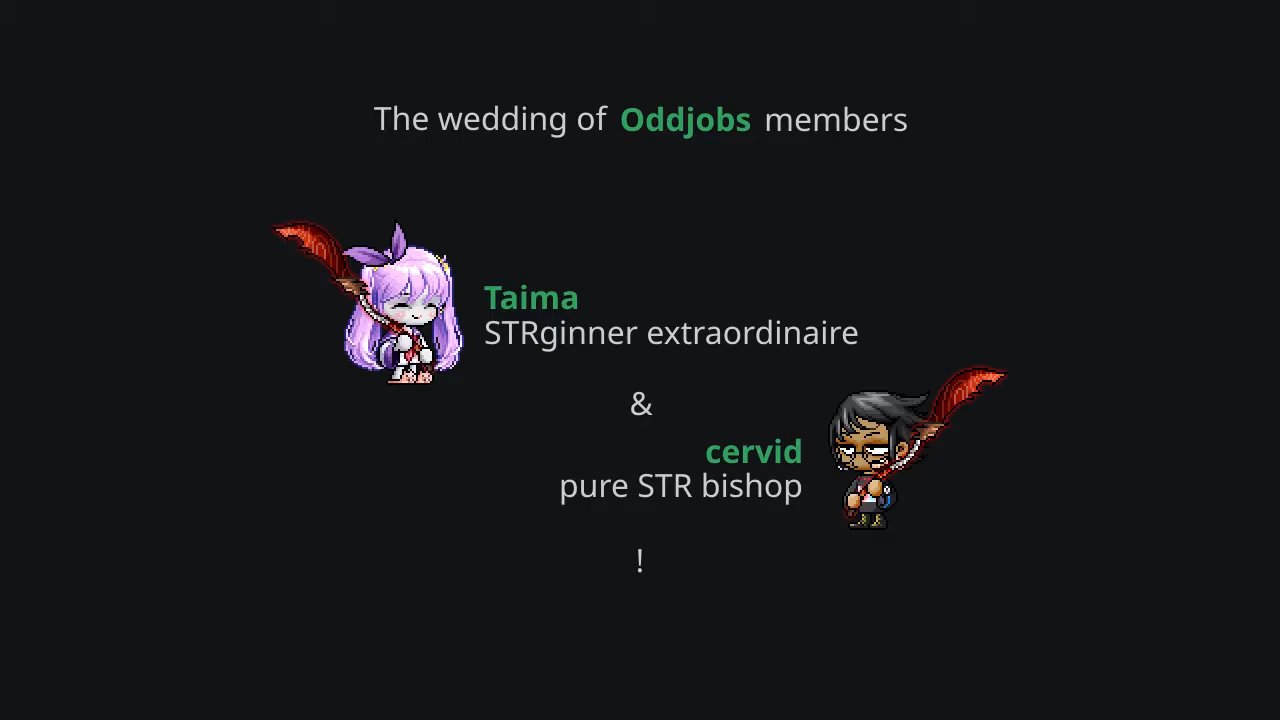 The wedding of Oddjobs members
Taima
STRginner extraordinaire
&
cervid
pure STR bishop
!